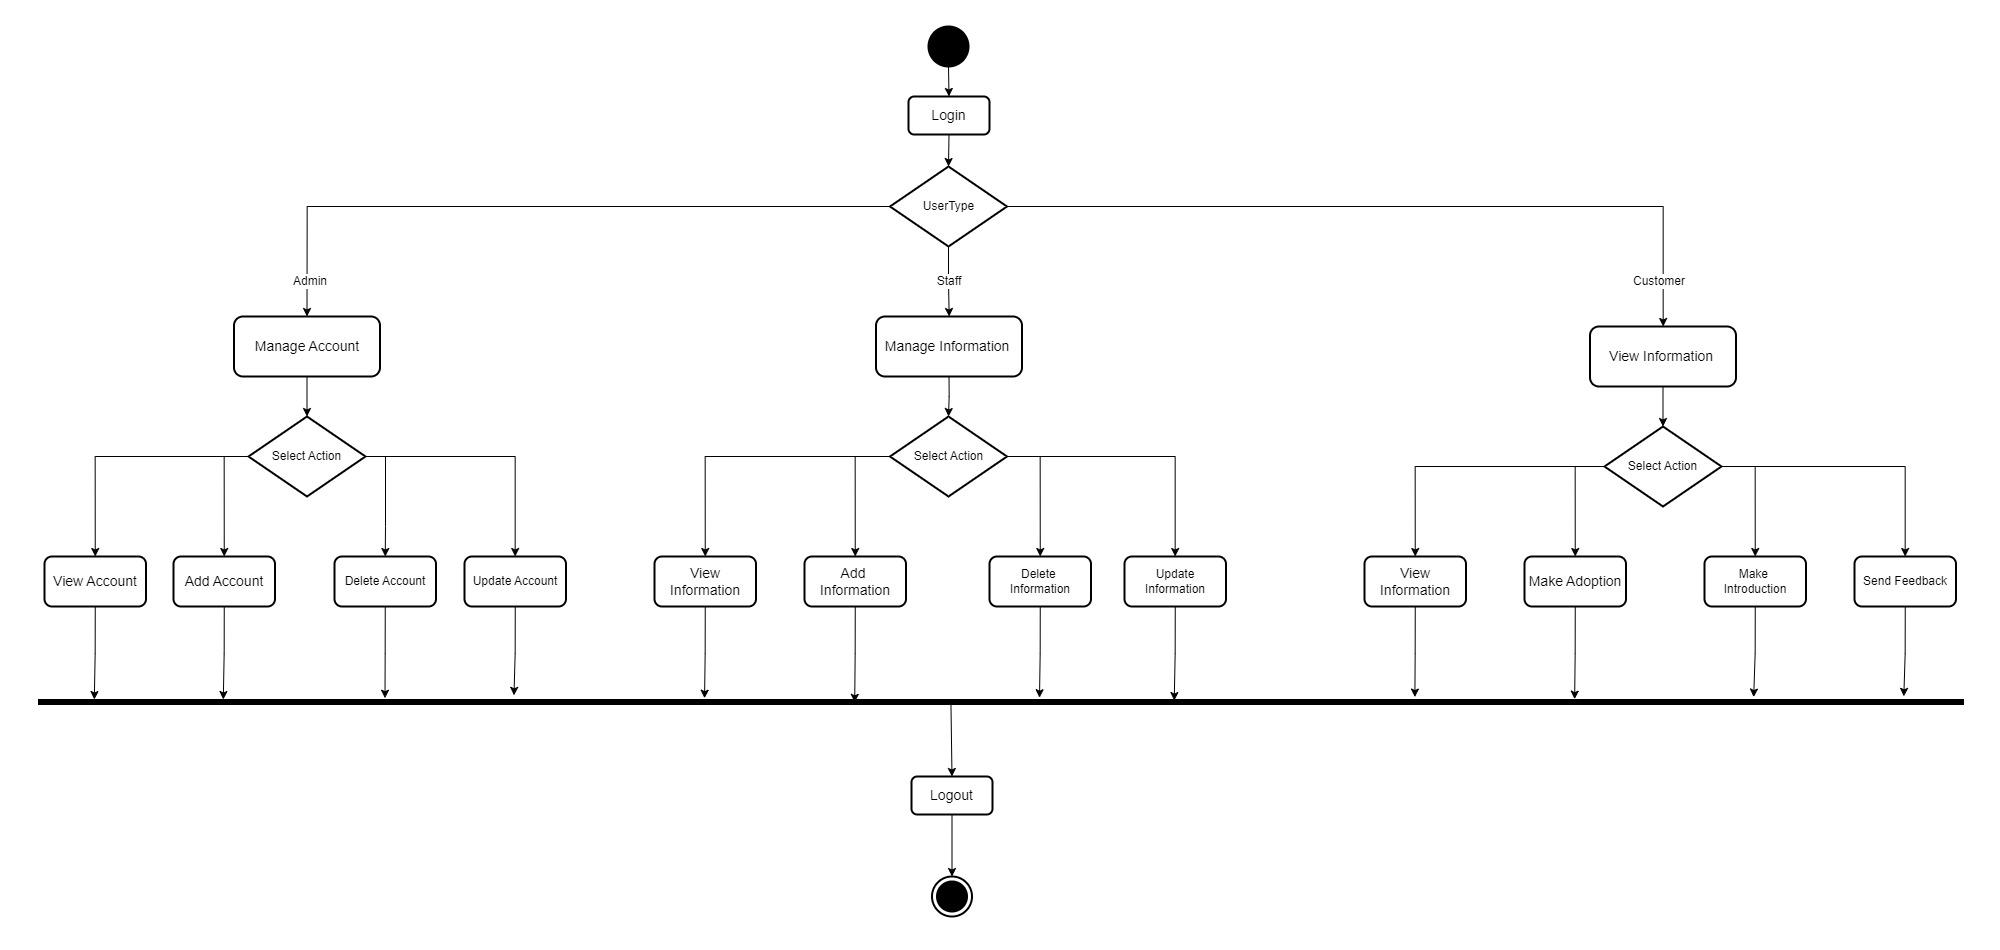 Login
UserType
Admin
Staff
Customer
Manage Account
Manage Information
View Information
Select Action
Select Action
Select Action
View Account
Add Account
Delete Account
Update Account
View
Information
Add
Information
Delete
Information
Update
Information
View
Information
Make Adoption
Make
Introduction
Send Feedback
Logout